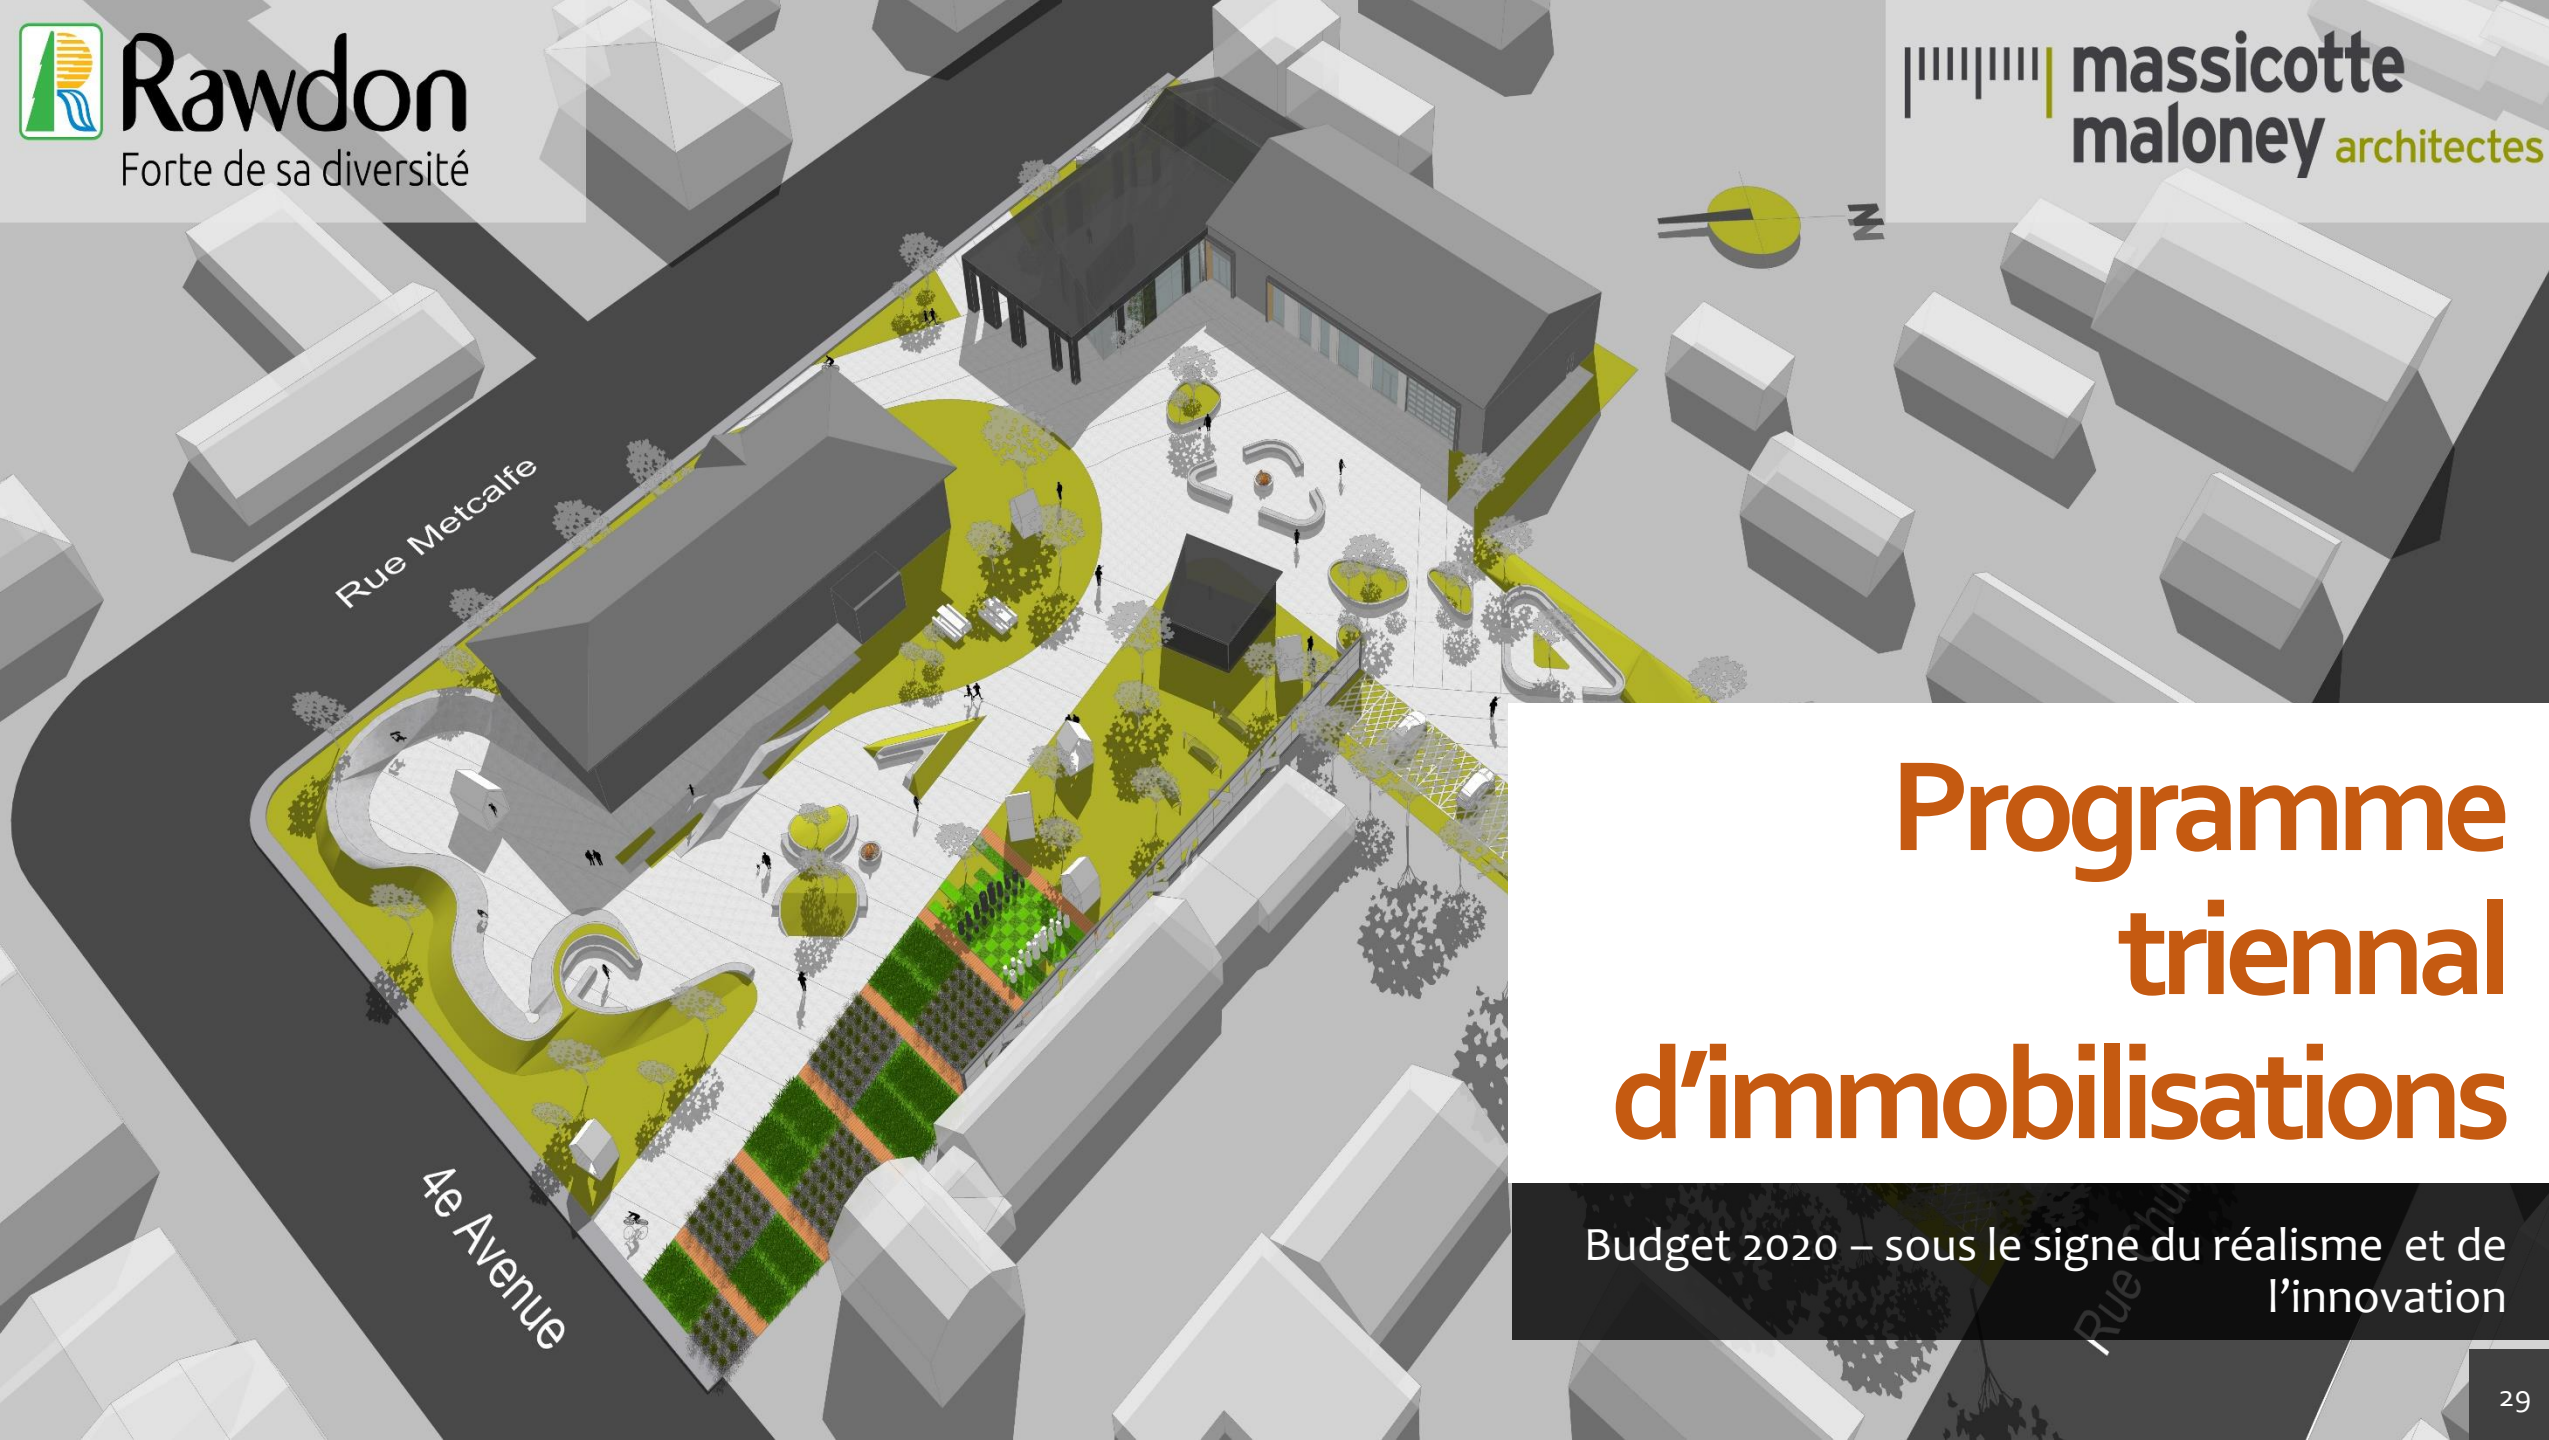 Rawdon
Forte de sa diversité
massicotte
maloney architectes
N
Rue Metcalfe
4e Avenue
Programme
triennal
d’immobilisations
Budget 2020 – sous le signe du réalisme et de
l’innovation
Rue
29